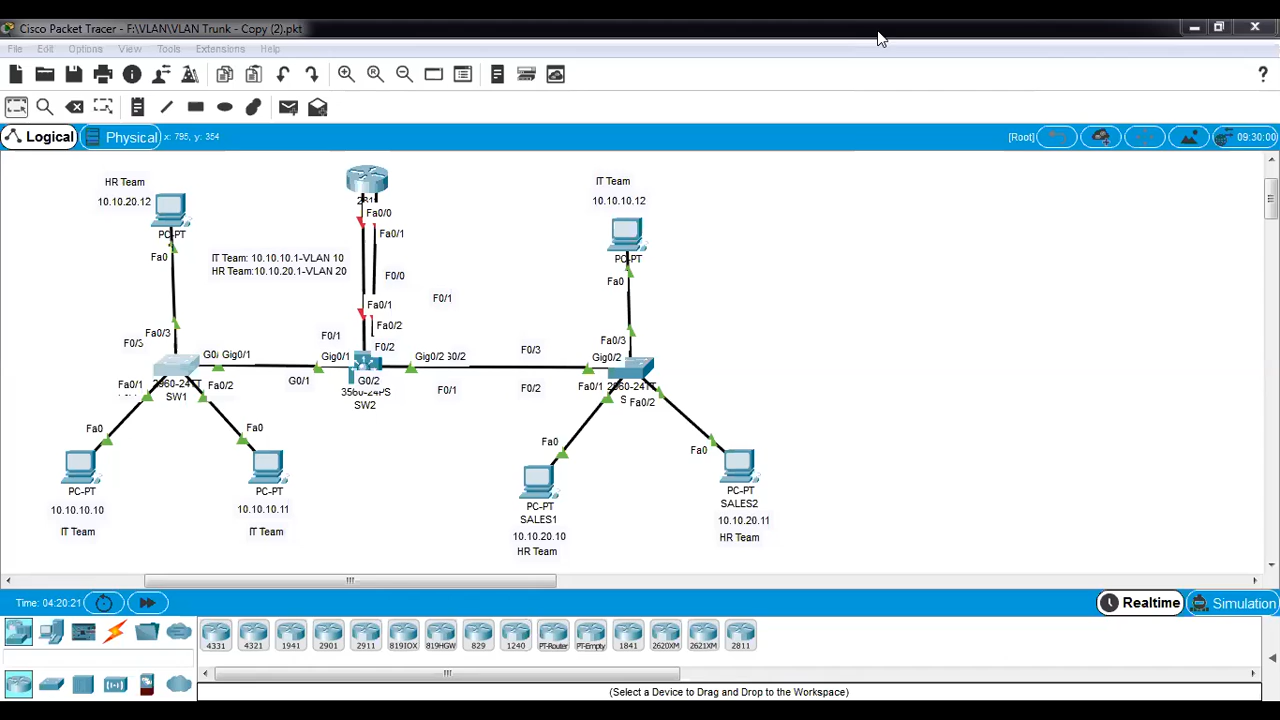 Cisco Packet Tracer - F:\VLAN\VLAN Trunk - Copy (2).pkt
File Edit Options View Tools Extensions Help
Logical Physical x: 795, y: 354 [Root] 09:30:00
HR Team
10.10.20.12
PC-PT
Fa0
IT Team: 10.10.10.1-VLAN 10
HR Team:10.10.20.1-VLAN 20
Fa0/0
Fa0/1
F0/0
F0/1
Fa0/1
Fa0/2
F0/2
IT Team
10.10.10.12
PC-PT
Fa0
Fa0/3
Fa0/3
F0/3
Gig0/1
F0/1
Gig0/1
G0/1
G0/2
3560-24PS
SW2
Gig0/2
F0/3
F0/1
F0/2
Gig0/2
2960-24TT
SW1
Fa0/1
Fa0/2
Fa0/1
Fa0/2
Fa0
PC-PT
10.10.10.10
IT Team
Fa0
PC-PT
10.10.10.11
IT Team
Fa0
PC-PT
SALES1
10.10.20.10
HR Team
Fa0
PC-PT
SALES2
10.10.20.11
HR Team
Time: 04:20:21 Realtime Simulation
4331 4321 1941 2901 2911 819IOX 819HGW 829 1240 PT-Router PT-Empty 1841 2620XM 2621XM 2811
(Select a Device to Drag and Drop to the Workspace)